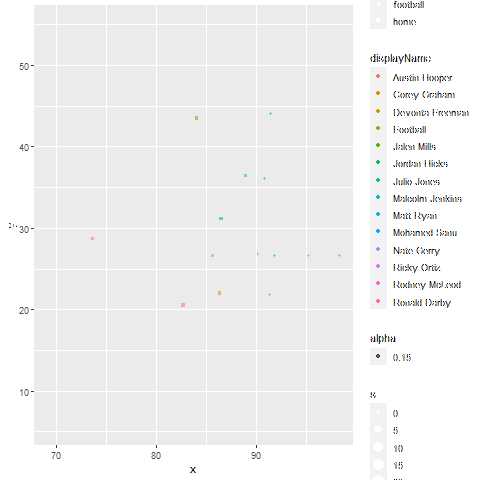 football
home
displayName
Austin Hooper
Corey Graham
Devonta Freeman
Football
Jalen Mills
Jordan Hicks
Julio Jones
Malcolm Jenkins
Matt Ryan
Mohamed Sanu
Nate Gerry
Ricky Ortiz
Rodney McLeod
Ronald Darby
alpha
0.15
s
0
5
10
15
50
40
30
20
10
70 80 90
x